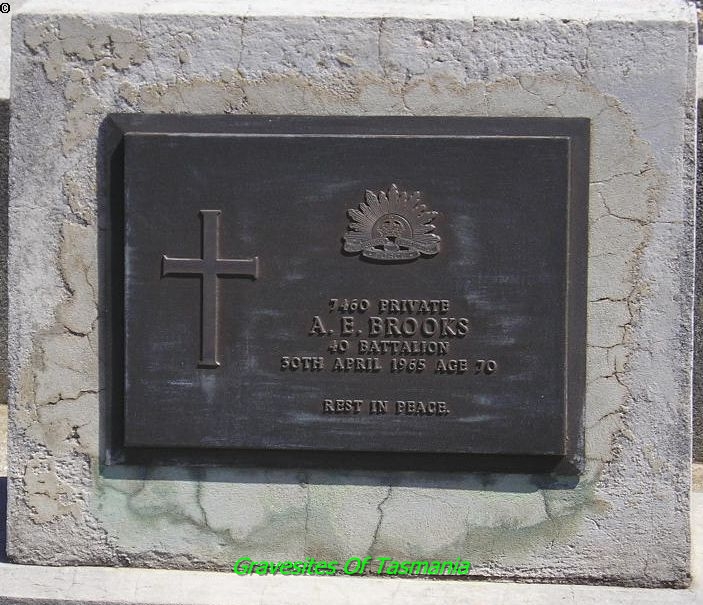 ©
7460 PRIVATE
A. E. BROOKS
40 BATTALION
30TH APRIL 1965 AGE 70
REST IN PEACE.
Gravesites Of Tasmania